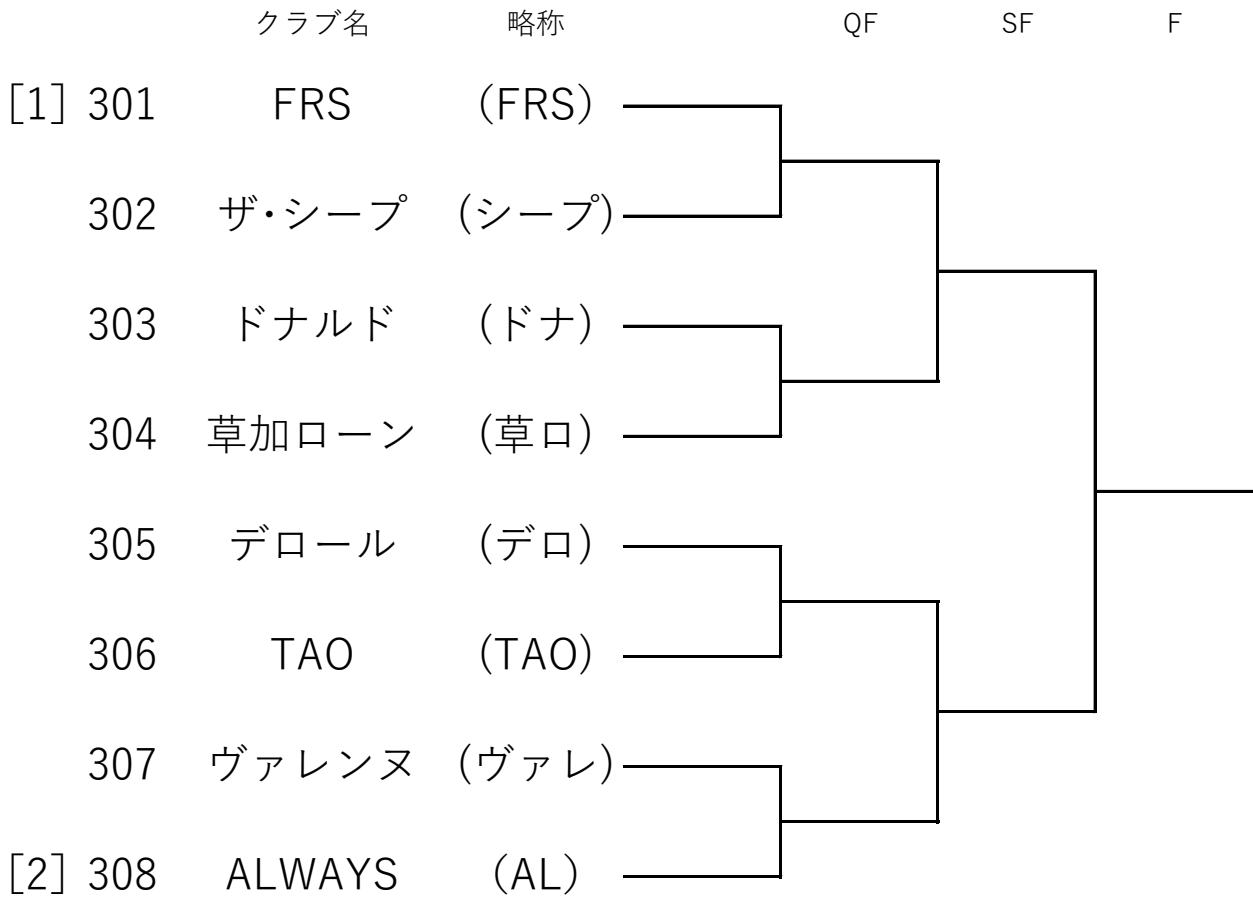 クラブ名 略称 QF SF F
[1] 301 FRS (FRS)
302 ザ・シープ (シープ)
303 ドナルド (ドナ)
304 草加ローン (草ロ)
305 デロール (デロ)
306 TAO (TAO)
307 ヴァレンヌ (ヴァレ)
[2] 308 ALWAYS (AL)